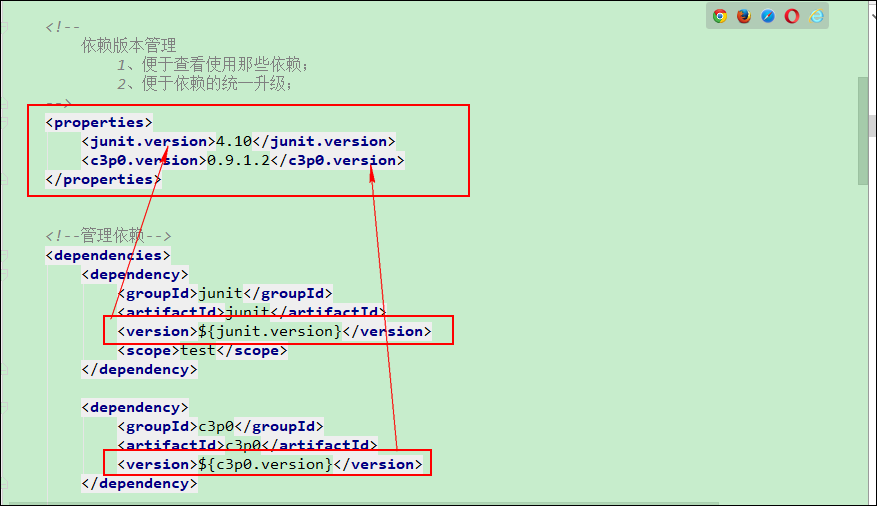 <!--
依赖版本管理
1、便于查看使用那些依赖;
2、便于依赖的统一升级;
-->
<properties>
<junit.version>4.10</junit.version>
<c3p0.version>0.9.1.2</c3p0.version>
</properties>
<!--管理依赖-->
<dependencies>
<dependency>
<groupId>junit</groupId>
<artifactId>junit</artifactId>
<version>${junit.version}</version>
<scope>test</scope>
</dependency>
<dependency>
<groupId>c3p0</groupId>
<artifactId>c3p0</artifactId>
<version>${c3p0.version}</version>
</dependency>